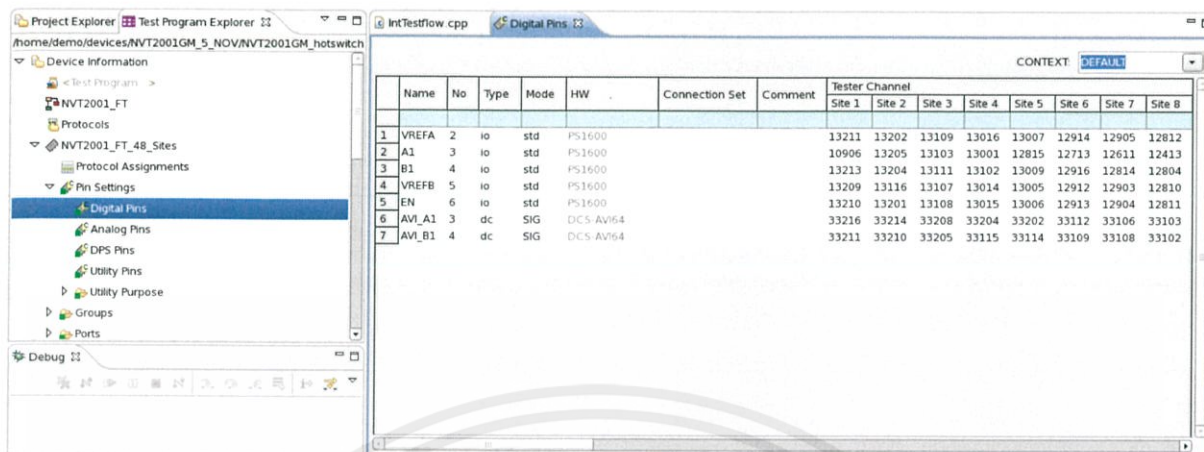 Project Explorer Test Program Explorer
/home/demo/devices/NVT2001GM_5_NOV/NVT2001GM_hotswitch
Device Information
<Test Program >
NVT2001_FT
Protocols
NVT2001_FT_48_Sites
Protocol Assignments
Pin Settings
Digital Pins
Analog Pins
DPS Pins
Utility Pins
Utility Purpose
Groups
Ports
Debug
IntTestflow.cpp Digital Pins
CONTEXT: DEFAULT
Name No Type Mode HW Connection Set Comment Tester Channel
Site 1 Site 2 Site 3 Site 4 Site 5 Site 6 Site 7 Site 8
1 VREFA 2 io std PS1600 13211 13202 13109 13016 13007 12914 12905 12812
2 A1 3 io std PS1600 10906 13205 13103 13001 12815 12713 12611 12413
3 B1 4 io std PS1600 13213 13204 13111 13102 13009 12916 12814 12804
4 VREFB 5 io std PS1600 13209 13116 13107 13014 13005 12912 12903 12810
5 EN 6 io std PS1600 13210 13201 13108 13015 13006 12913 12904 12811
6 AVI_A1 3 dc SIG DCS-AVI64 33216 33214 33208 33204 33202 33112 33106 33103
7 AVI_B1 4 dc SIG DCS-AVI64 33211 33210 33205 33115 33114 33109 33108 33102